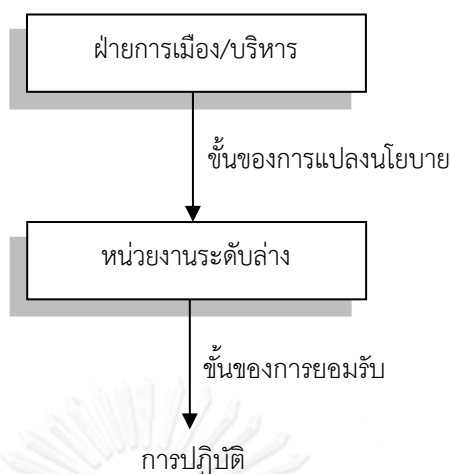 ฝ่ายการเมือง/บริหาร
ขั้นของการแปลงนโยบาย
หน่วยงานระดับล่าง
ขั้นของการยอมรับ
การปฏิบัติ